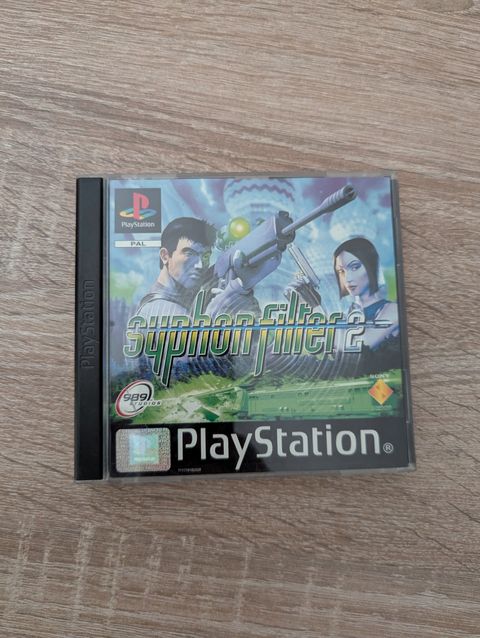 PlayStation
PlayStation
PAL
Syphon Filter 2
989
STUDIOS
SONY
PlayStation®